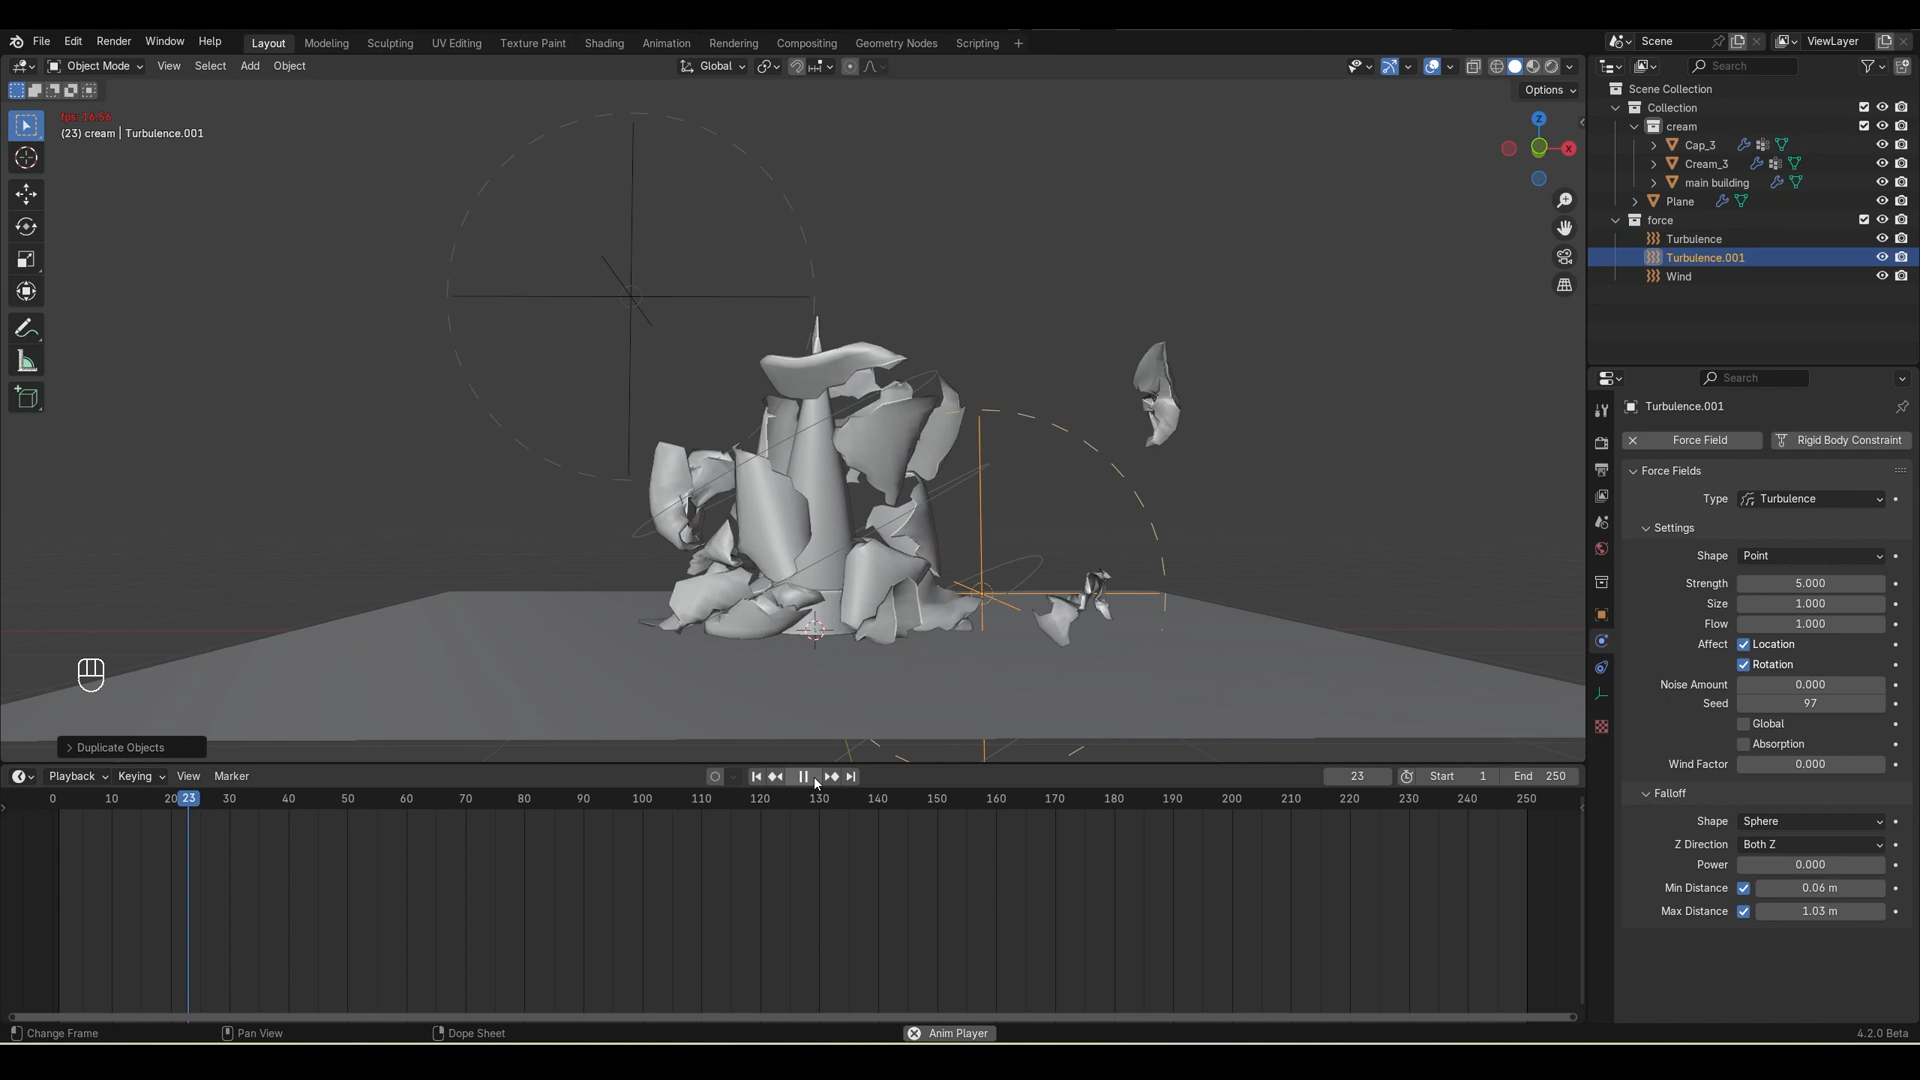 File Edit Render Window Help Layout Modeling Sculpting UV Editing Texture Paint Shading Animation Rendering Compositing Geometry Nodes Scripting + Scene ViewLayer
Object Mode View Select Add Object Global Search
Options
fps: 16.56
(23) cream | Turbulence.001
Z
X
Duplicate Objects
Scene Collection
Collection
cream
Cap_3
Cream_3
main building
Plane
force
Turbulence
Turbulence.001
Wind
Search
Turbulence.001
Force Field Rigid Body Constraint
Force Fields
Type Turbulence
Settings
Shape Point
Strength 5.000
Size 1.000
Flow 1.000
Affect Location
Rotation
Noise Amount 0.000
Seed 97
Global
Absorption
Wind Factor 0.000
Falloff
Shape Sphere
Z Direction Both Z
Power 0.000
Min Distance 0.06 m
Max Distance 1.03 m
Playback Keying View Marker 23 Start 1 End 250
0 10 20 23 30 40 50 60 70 80 90 100 110 120 130 140 150 160 170 180 190 200 210 220 230 240 250
Change Frame Pan View Dope Sheet Anim Player 4.2.0 Beta